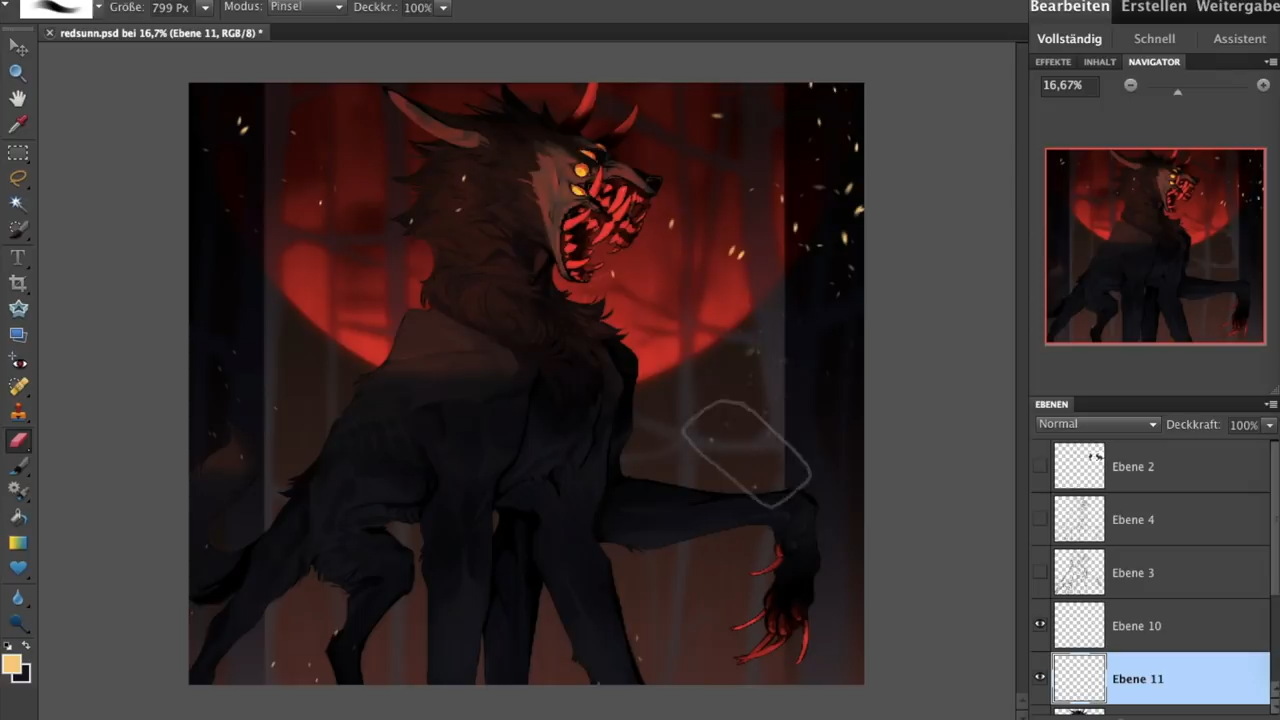 Größe: 799 Px Modus: Pinsel Deckkr.: 100%
Bearbeiten Erstellen Weitergabe
redsunn.psd bei 16,7% (Ebene 11, RGB/8) *
Vollständig Schnell Assistent
EFFEKTE INHALT NAVIGATOR
16,67%
EBENEN
Normal Deckkraft: 100%
Ebene 2
Ebene 4
Ebene 3
Ebene 10
Ebene 11